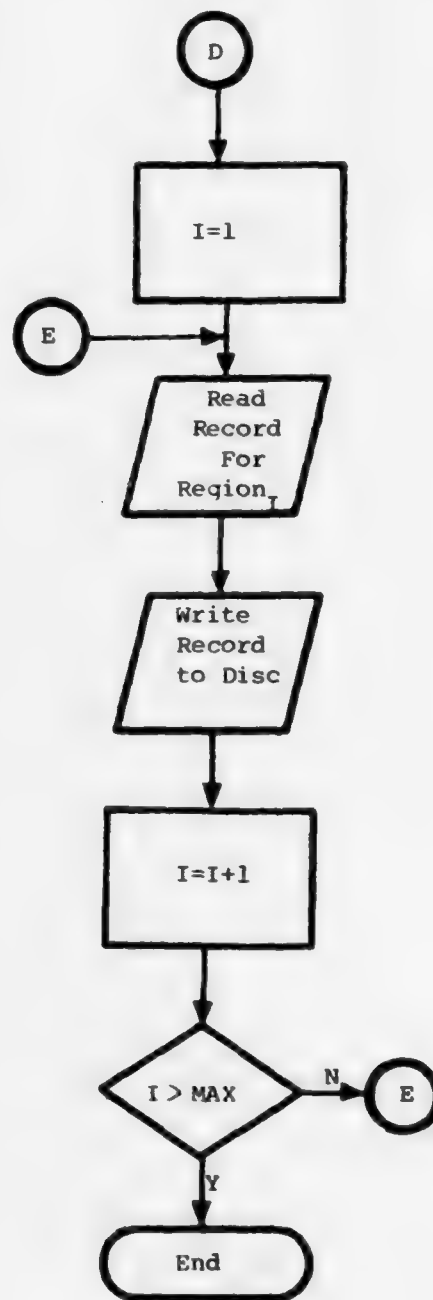 D
I=1
E
Read
Record
For
Region I
Write
Record
to Disc
I=I+1
I > MAX
N
E
Y
End